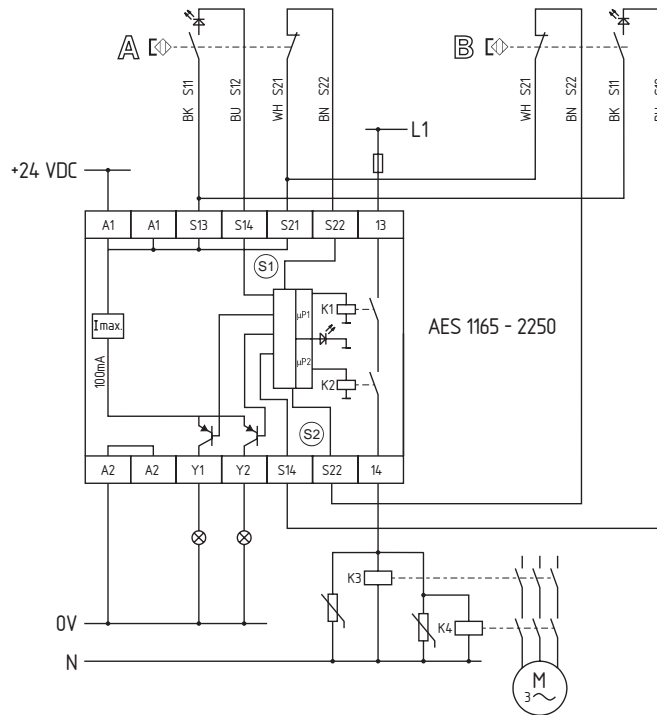 A
B
BK S11
BU S12
WH S21
BN S22
WH S21
BN S22
BK S11
L1
+24 VDC
A1
A1
S13
S14
S21
S22
13
S1
Imax.
100mA
µP1
µP2
K1
K2
AES 1165 - 2250
S2
A2
A2
Y1
Y2
S14
S22
14
K3
K4
0V
N
M
3